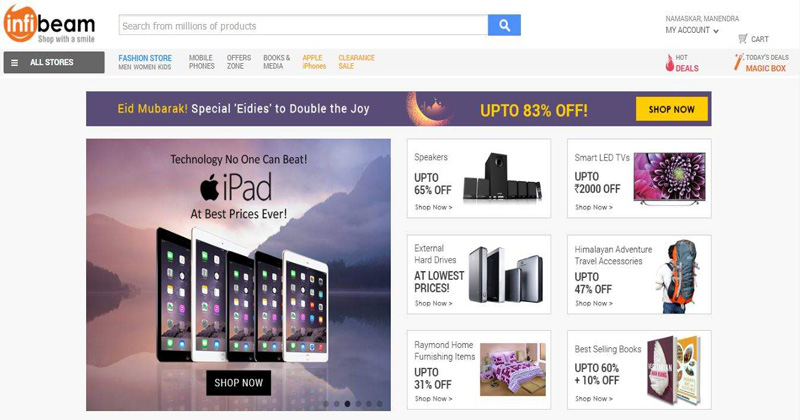 infibeam
Shop with a smile
Search from millions of products
NAMASKAR, MANENDRA
MY ACCOUNT
CART
ALL STORES
FASHION STORE
MEN WOMEN KIDS
MOBILE
PHONES
OFFERS
ZONE
BOOKS &
MEDIA
APPLE
iPhones
CLEARANCE
SALE
HOT
DEALS
TODAY'S DEALS
MAGIC BOX
Eid Mubarak! Special 'Eidies' to Double the Joy
UPTO 83% OFF!
SHOP NOW
Technology No One Can Beat!
iPad
At Best Prices Ever!
SHOP NOW
Speakers
UPTO
65% OFF
Shop Now >
Smart LED TVs
UPTO
₹2000 OFF
Shop Now >
External
Hard Drives
AT LOWEST
PRICES!
Shop Now >
Himalayan Adventure
Travel Accessories
UPTO
47% OFF
Shop Now >
Raymond Home
Furnishing Items
UPTO
31% OFF
Shop Now >
Best Selling Books
UPTO 60%
+ 10% OFF
Shop Now >